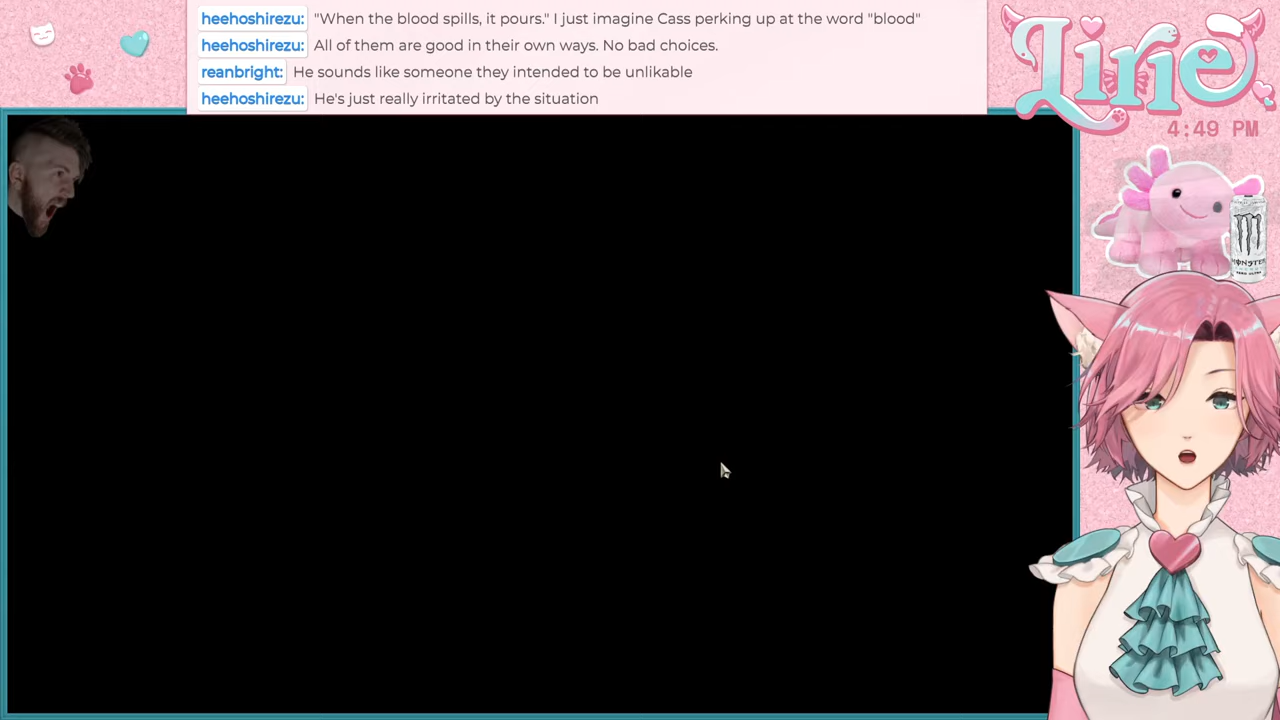 heehoshirezu: "When the blood spills, it pours." I just imagine Cass perking up at the word "blood"
heehoshirezu: All of them are good in their own ways. No bad choices.
reanbright: He sounds like someone they intended to be unlikable
heehoshirezu: He's just really irritated by the situation
Lirie
4:49 PM
MONSTER